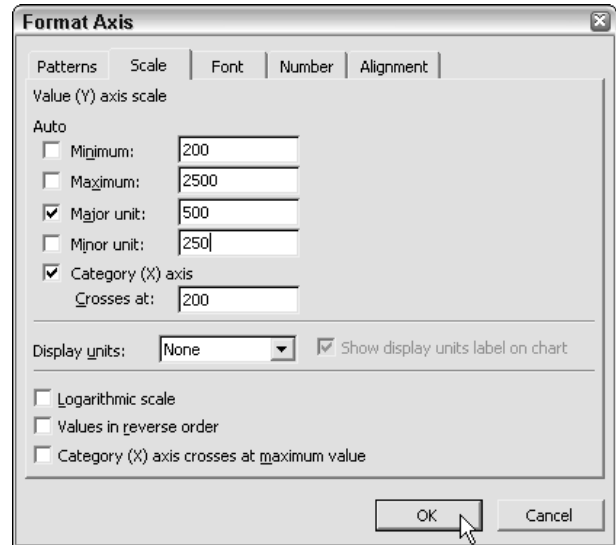 Format Axis
Patterns Scale Font Number Alignment
Value (Y) axis scale
Auto
Minimum: 200
Maximum: 2500
Major unit: 500
Minor unit: 250
Category (X) axis
Crosses at: 200
Display units: None Show display units label on chart
Logarithmic scale
Values in reverse order
Category (X) axis crosses at maximum value
OK Cancel